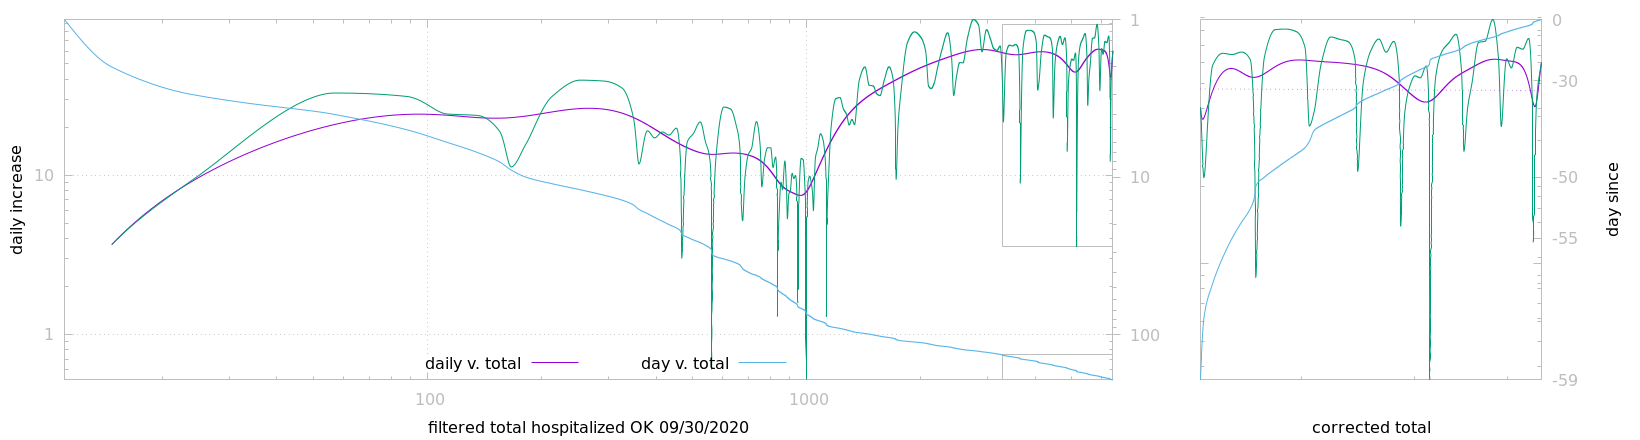 daily increase
10
1
daily v. total
day v. total
100
1000
filtered total hospitalized OK 09/30/2020
1
10
100
0
-30
-50
-55
-59
day since
corrected total